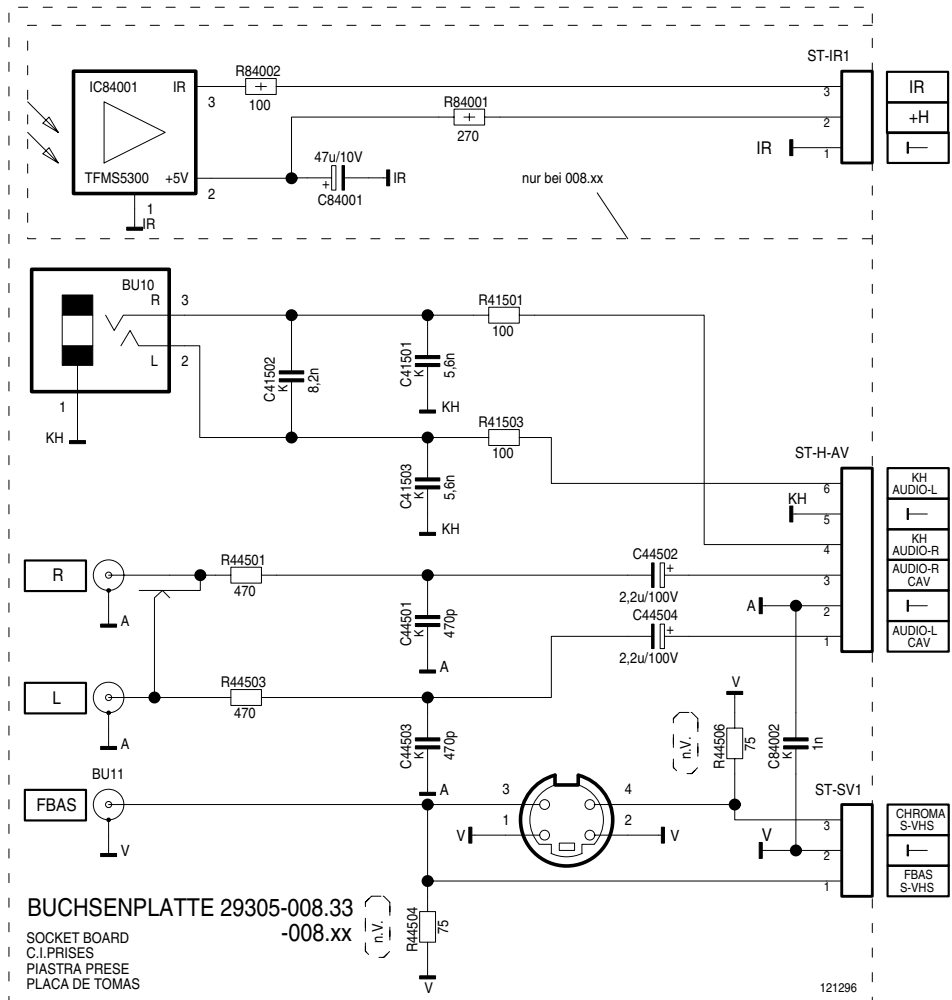 ST-IR1
IC84001
IR
3
R84002
100
R84001
270
3
IR
2
+H
IR
1
TFMS5300
+5V
2
47u/10V
+
C84001
IR
1
IR
nur bei 008.xx
BU10
R
3
L
2
1
KH
C41502
K
8,2n
C41501
K
5,6n
KH
R41501
100
R41503
100
C41503
K
5,6n
KH
ST-H-AV
6
KH
AUDIO-L
KH
5
4
KH
AUDIO-R
3
AUDIO-R
CAV
A
2
1
AUDIO-L
CAV
R
A
R44501
470
C44501
K
470p
A
C44502
+
2,2u/100V
C44504
+
2,2u/100V
L
A
R44503
470
C44503
K
470p
A
V
n.V.
R44506
75
C84002
K
1n
BU11
FBAS
V
3
4
1
2
V
V
ST-SV1
3
CHROMA
S-VHS
V
2
1
FBAS
S-VHS
BUCHSENPLATTE 29305-008.33
-008.xx
n.V.
R44504
75
V
SOCKET BOARD
C.I.PRISES
PIASTRA PRESE
PLACA DE TOMAS
121296